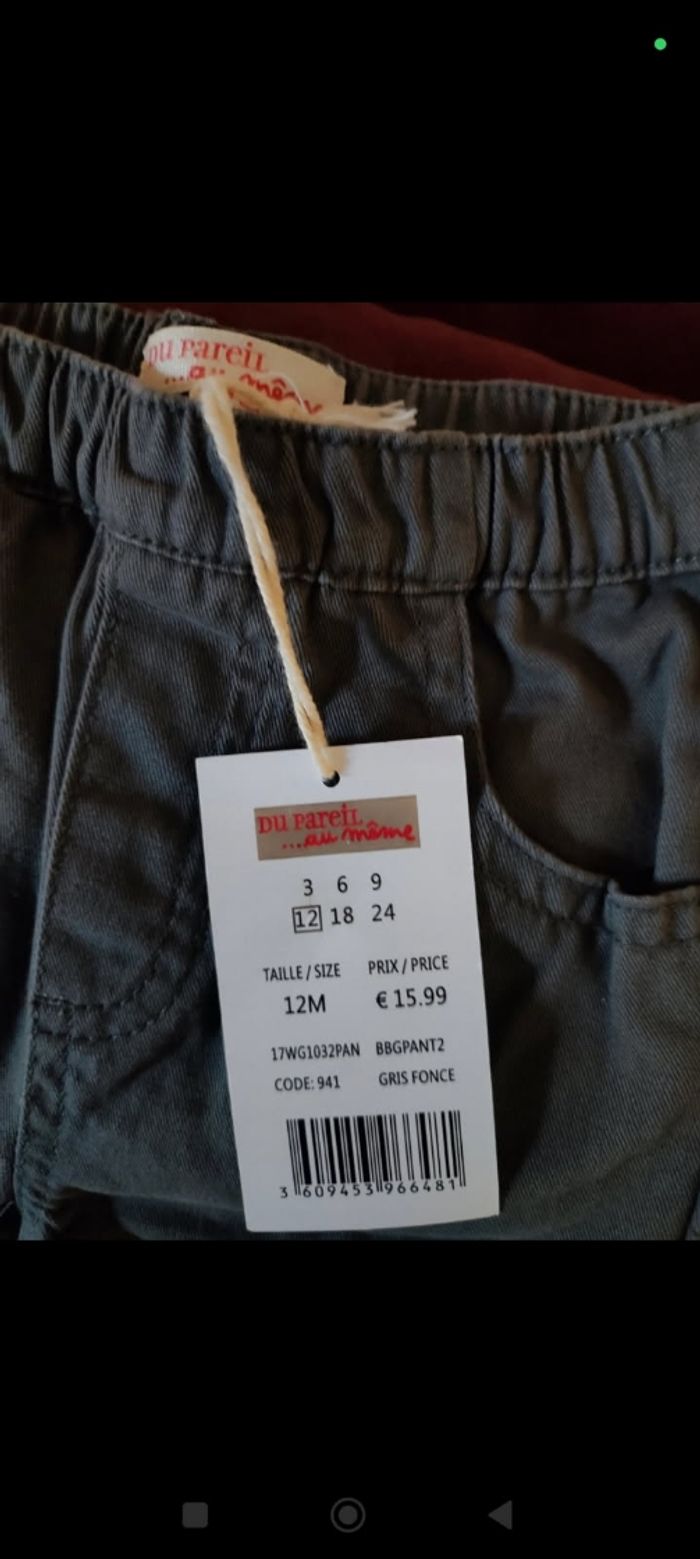 DU PareiL
...au même
DU PareiL
...au même
3 6 9
12 18 24
TAILLE / SIZE PRIX / PRICE
12M € 15.99
17WG1032PAN BBGPANT2
CODE: 941 GRIS FONCE
3 609453 966481